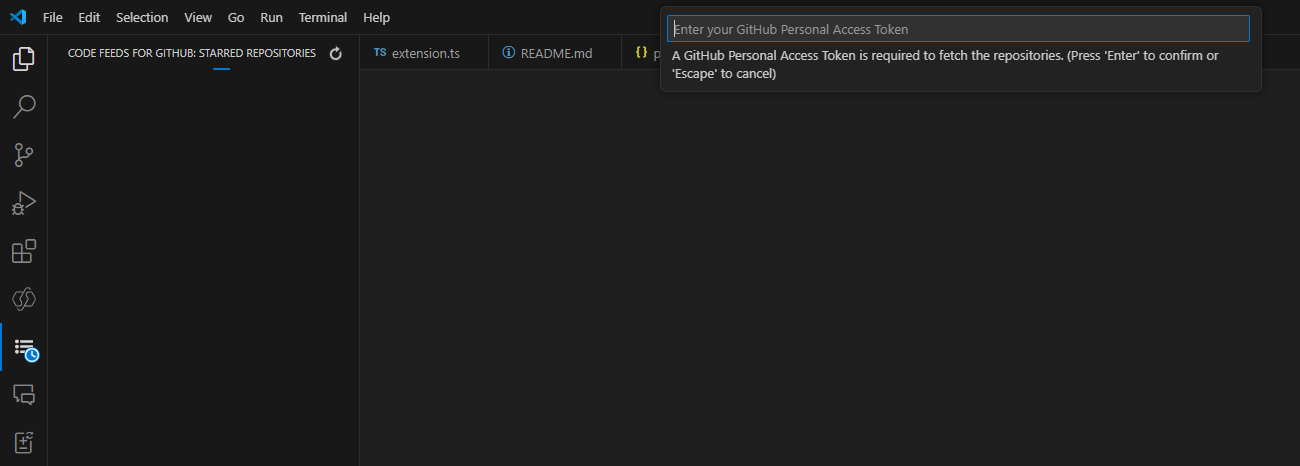 File Edit Selection View Go Run Terminal Help
Enter your GitHub Personal Access Token
A GitHub Personal Access Token is required to fetch the repositories. (Press 'Enter' to confirm or
'Escape' to cancel)
CODE FEEDS FOR GITHUB: STARRED REPOSITORIES
TS extension.ts
README.md
{} p